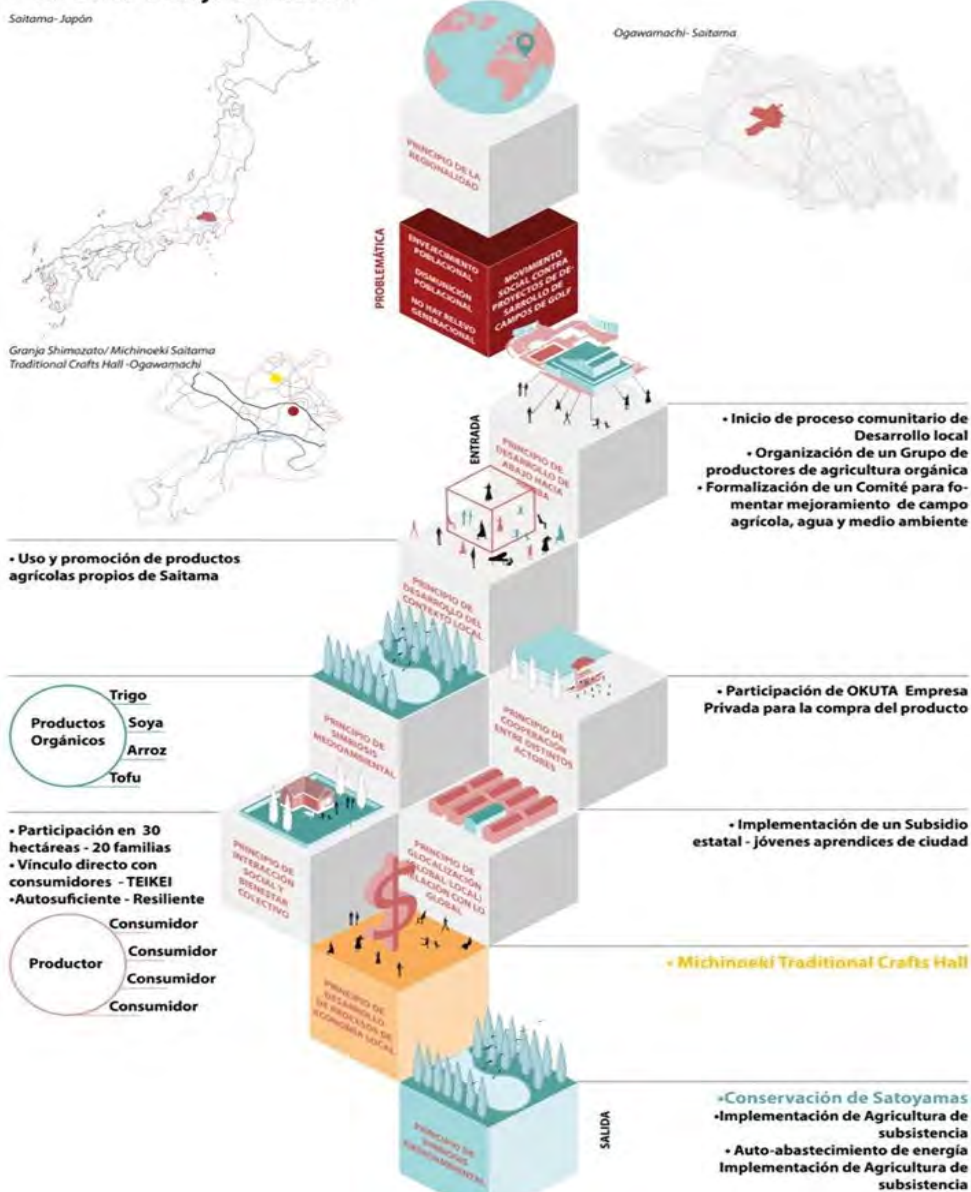 Saitama- Japón
Ogawamachi- Saitama
PRINCIPIO DE LA
REGIONALIDAD
PROBLEMÁTICA
ENVEJECIMIENTO
POBLACIONAL
DISMUNICIÓN
POBLACIONAL
NO HAY RELEVO
GENERACIONAL
MOVIMIENTO
SOCIAL CONTRA
PROYECTOS DE DE-
SARROLLO DE
CAMPOS DE GOLF
Granja Shimozato/ Michinoeki Saitama
Traditional Crafts Hall -Ogawamachi
ENTRADA
PRINCIPIO DE
DESARROLLO DE
ABAJO HACIA
• Inicio de proceso comunitario de
Desarrollo local
• Organización de un Grupo de
productores de agricultura orgánica
• Formalización de un Comité para fo-
mentar mejoramiento de campo
agrícola, agua y medio ambiente
• Uso y promoción de productos
agrícolas propios de Saitama
PRINCIPIO DE
DESARROLLO DEL
CONTEXTO LOCAL
Productos
Orgánicos
Trigo
Soya
Arroz
Tofu
PRINCIPIO DE
SIMBIOSIS
MEDIOAMBIENTAL
PRINCIPIO DE
COOPERACIÓN
ENTRE DISTINTOS
ACTORES
• Participación de OKUTA Empresa
Privada para la compra del producto
• Participación en 30
hectáreas - 20 familias
• Vínculo directo con
consumidores - TEIKEI
•Autosuficiente - Resiliente
PRINCIPIO DE
INTERACCIÓN
SOCIAL Y
BIENESTAR
COLECTIVO
PRINCIPIO DE
GLOCALIZACIÓN
(GLOBAL-LOCAL)
RELACIÓN CON LO
GLOBAL
• Implementación de un Subsidio
estatal - jóvenes aprendices de ciudad
Productor
Consumidor
Consumidor
Consumidor
Consumidor
$
PRINCIPIO DE
DESARROLLO
DE PROCESOS DE
ECONOMÍA LOCAL
• Michinoeki Traditional Crafts Hall
PRINCIPIO DE
SIMBIOSIS
MEDIOAMBIENTAL
SALIDA
•Conservación de Satoyamas
•Implementación de Agricultura de
subsistencia
• Auto-abastecimiento de energía
Implementación de Agricultura de
subsistencia